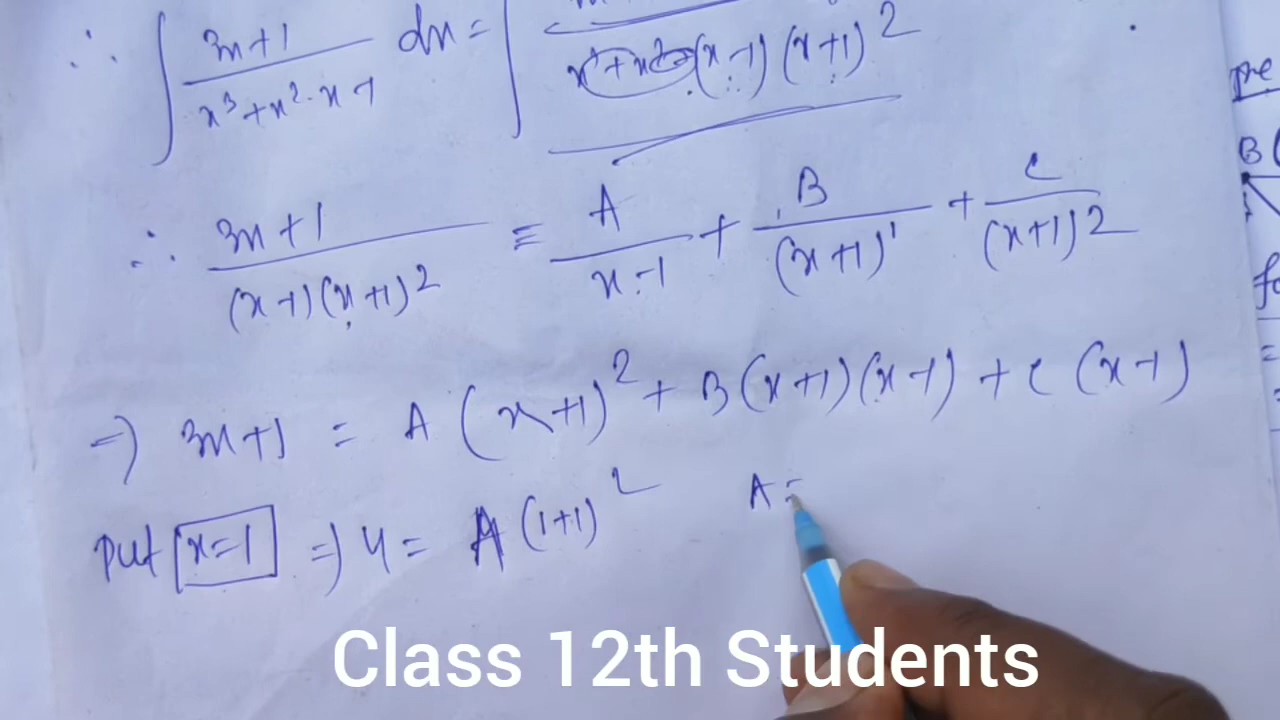 ∴ ∫ 3x+1 / x³+x²-x-1 dx = ∫ (x-1)(x+1)²
∴ 3x+1 / (x-1)(x+1)² ≡ A / x-1 + B / (x+1)¹ + C / (x+1)²
⇒ 3x+1 = A(x+1)² + B(x+1)(x-1) + C(x-1)
Put x=1 ⇒ 4 = A(1+1)² A =
Class 12th Students